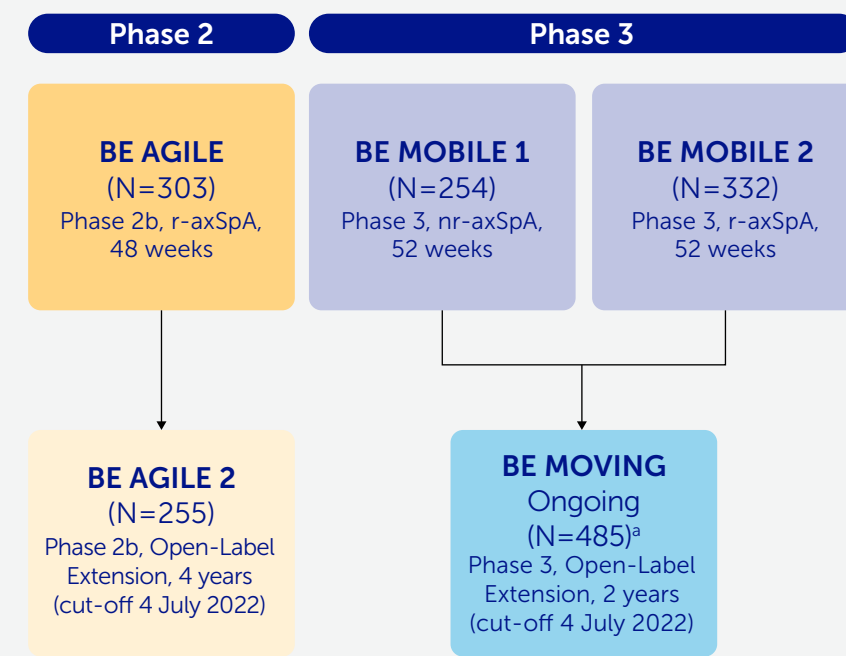 Phase 2
Phase 3
BE AGILE
(N=303)
Phase 2b, r-axSpA,
48 weeks
BE MOBILE 1
(N=254)
Phase 3, nr-axSpA,
52 weeks
BE MOBILE 2
(N=332)
Phase 3, r-axSpA,
52 weeks
BE AGILE 2
(N=255)
Phase 2b, Open-Label
Extension, 4 years
(cut-off 4 July 2022)
BE MOVING
Ongoing
(N=485)ᵃ
Phase 3, Open-Label
Extension, 2 years
(cut-off 4 July 2022)